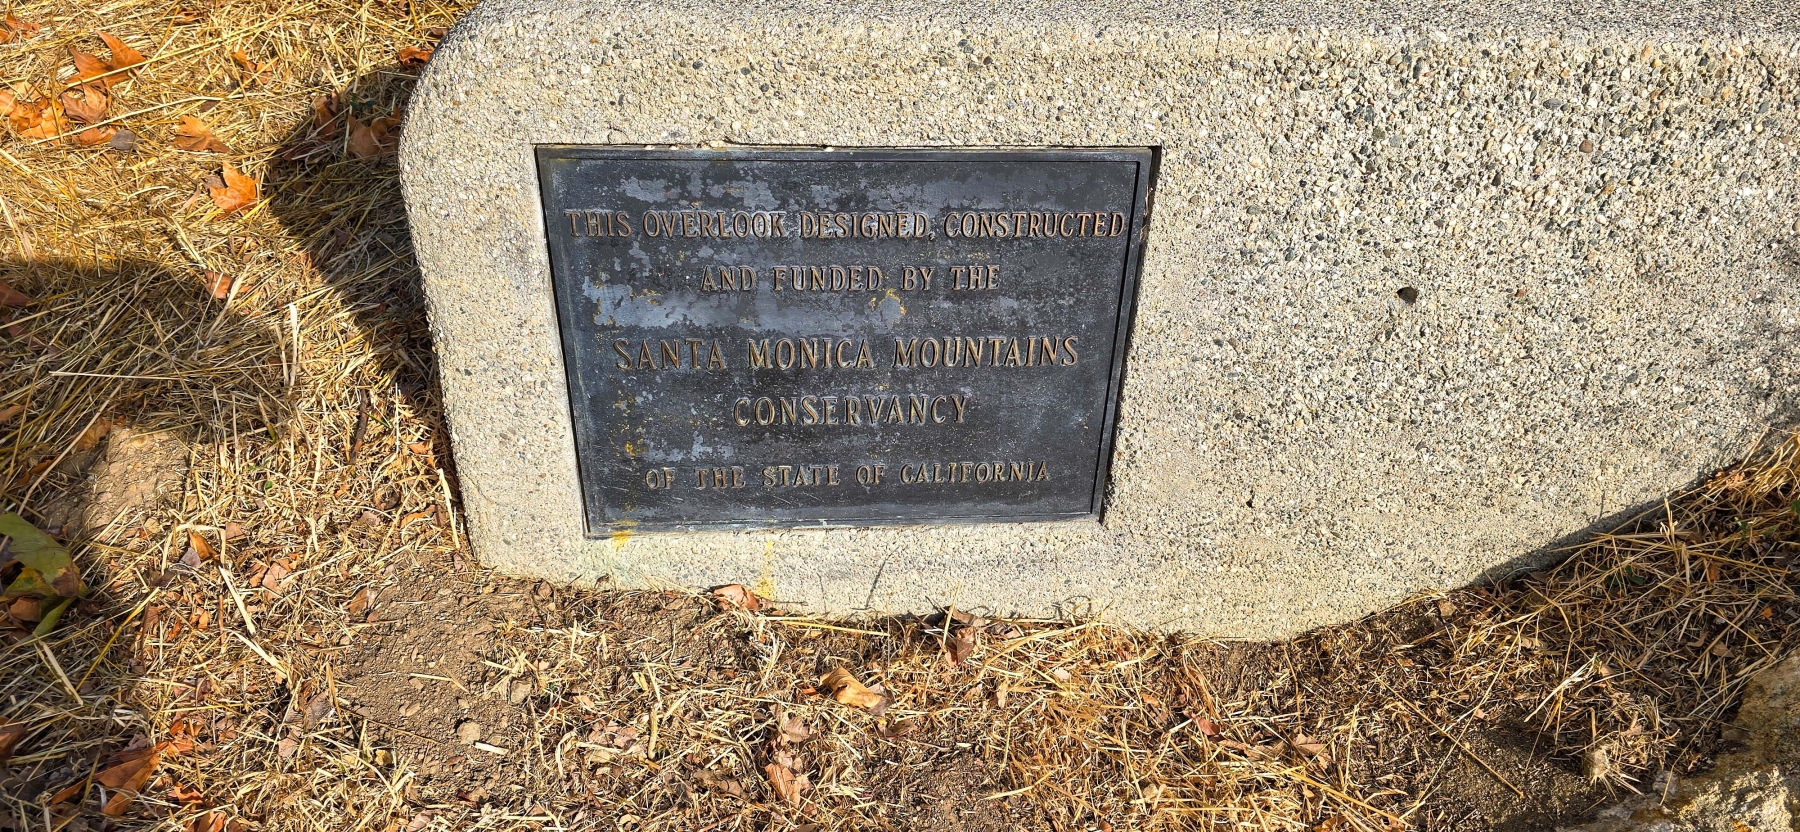 THIS OVERLOOK DESIGNED, CONSTRUCTED
AND FUNDED BY THE
SANTA MONICA MOUNTAINS
CONSERVANCY
OF THE STATE OF CALIFORNIA